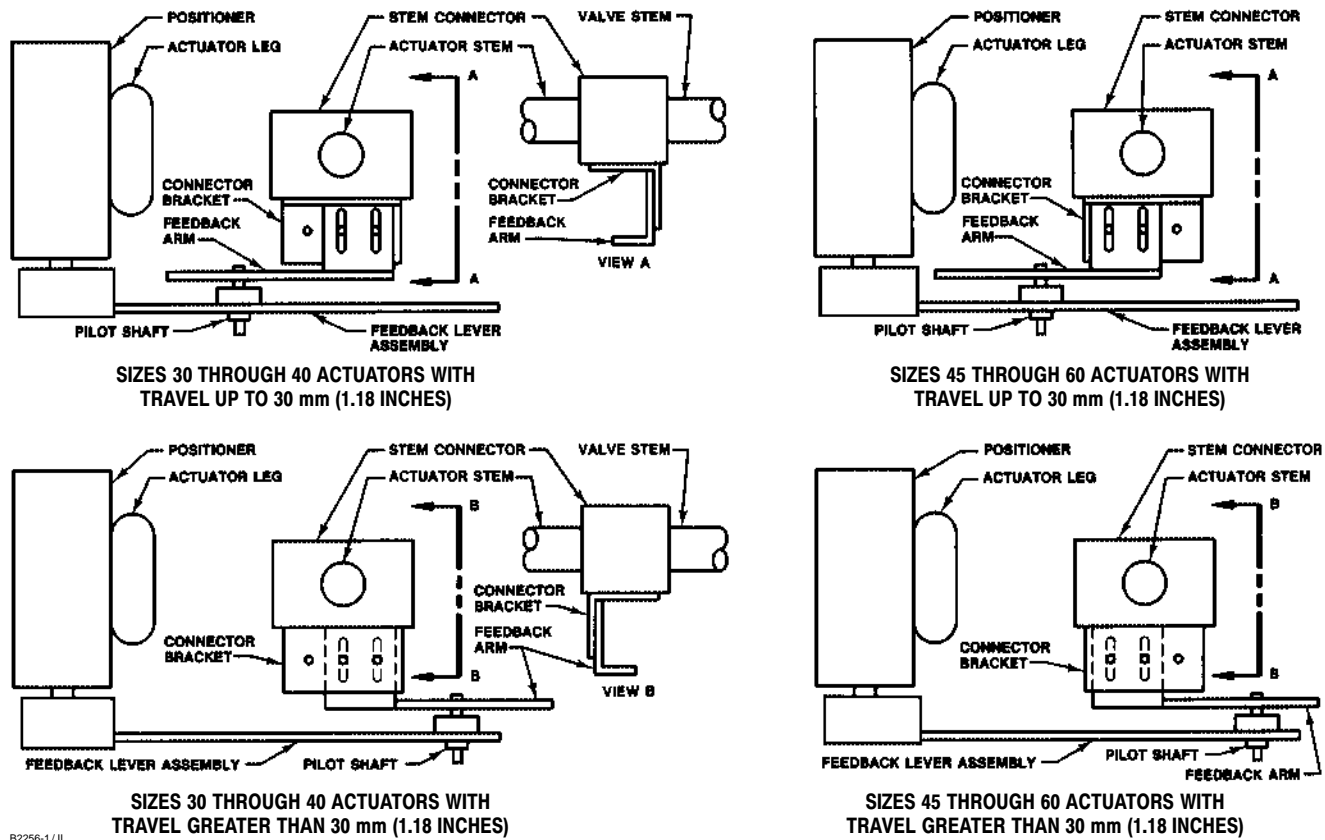 POSITIONER
ACTUATOR LEG
STEM CONNECTOR
ACTUATOR STEM
VALVE STEM
A
A
CONNECTOR
BRACKET
FEEDBACK
ARM
CONNECTOR
BRACKET
FEEDBACK
ARM
VIEW A
PILOT SHAFT
FEEDBACK LEVER
ASSEMBLY
SIZES 30 THROUGH 40 ACTUATORS WITH
TRAVEL UP TO 30 mm (1.18 INCHES)
POSITIONER
ACTUATOR LEG
STEM CONNECTOR
ACTUATOR STEM
A
A
CONNECTOR
BRACKET
FEEDBACK
ARM
PILOT SHAFT
FEEDBACK LEVER
ASSEMBLY
SIZES 45 THROUGH 60 ACTUATORS WITH
TRAVEL UP TO 30 mm (1.18 INCHES)
POSITIONER
ACTUATOR LEG
STEM CONNECTOR
ACTUATOR STEM
VALVE STEM
B
B
CONNECTOR
BRACKET
CONNECTOR
BRACKET
FEEDBACK
ARM
VIEW B
FEEDBACK LEVER ASSEMBLY
PILOT SHAFT
SIZES 30 THROUGH 40 ACTUATORS WITH
TRAVEL GREATER THAN 30 mm (1.18 INCHES)
POSITIONER
ACTUATOR LEG
STEM CONNECTOR
ACTUATOR STEM
B
B
CONNECTOR
BRACKET
FEEDBACK LEVER ASSEMBLY
PILOT SHAFT
FEEDBACK ARM
SIZES 45 THROUGH 60 ACTUATORS WITH
TRAVEL GREATER THAN 30 mm (1.18 INCHES)
B2256-1 / IL